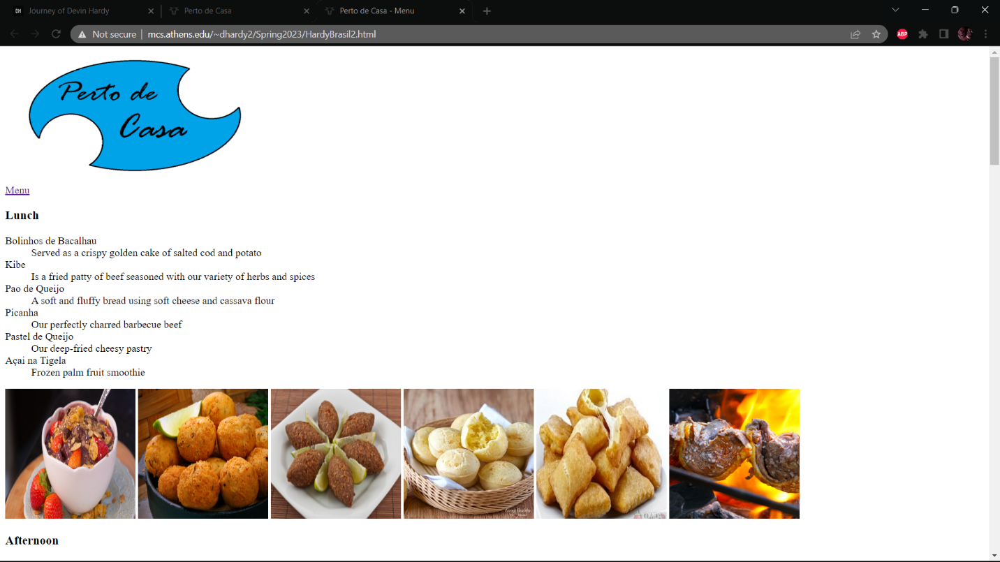 DH Journey of Devin Hardy
Perto de Casa
Perto de Casa - Menu
Not secure | mcs.athens.edu/~dhardy2/Spring2023/HardyBrasil2.html
ABP
Perto de
Casa
Menu
Lunch
Bolinhos de Bacalhau
Served as a crispy golden cake of salted cod and potato
Kibe
Is a fried patty of beef seasoned with our variety of herbs and spices
Pao de Queijo
A soft and fluffy bread using soft cheese and cassava flour
Picanha
Our perfectly charred barbecue beef
Pastel de Queijo
Our deep-fried cheesy pastry
Açai na Tigela
Frozen palm fruit smoothie
Afternoon